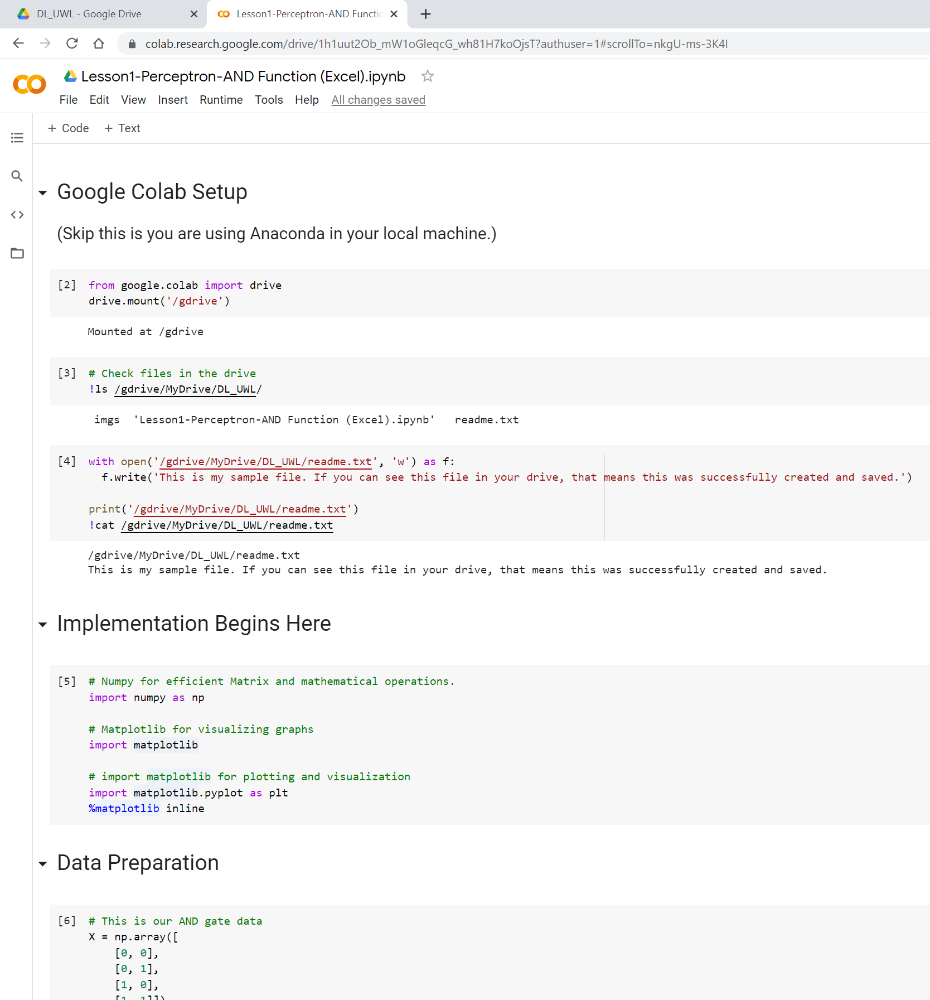 DL_UWL - Google Drive
Lesson1-Perceptron-AND Functic
colab.research.google.com/drive/1h1uut2Ob_mW1oGleqcG_wh81H7koOjsT?authuser=1#scrollTo=nkgU-ms-3K4I
Lesson1-Perceptron-AND Function (Excel).ipynb
File Edit View Insert Runtime Tools Help All changes saved
+ Code + Text
Google Colab Setup
(Skip this is you are using Anaconda in your local machine.)
[2] from google.colab import drive
drive.mount('/gdrive')
Mounted at /gdrive
[3] # Check files in the drive
!ls /gdrive/MyDrive/DL_UWL/
imgs 'Lesson1-Perceptron-AND Function (Excel).ipynb' readme.txt
[4] with open('/gdrive/MyDrive/DL_UWL/readme.txt', 'w') as f:
f.write('This is my sample file. If you can see this file in your drive, that means this was successfully created and saved.')
print('/gdrive/MyDrive/DL_UWL/readme.txt')
!cat /gdrive/MyDrive/DL_UWL/readme.txt
/gdrive/MyDrive/DL_UWL/readme.txt
This is my sample file. If you can see this file in your drive, that means this was successfully created and saved.
Implementation Begins Here
[5] # Numpy for efficient Matrix and mathematical operations.
import numpy as np
# Matplotlib for visualizing graphs
import matplotlib
# import matplotlib for plotting and visualization
import matplotlib.pyplot as plt
%matplotlib inline
Data Preparation
[6] # This is our AND gate data
X = np.array([
[0, 0],
[0, 1],
[1, 0],
[1, 1]])